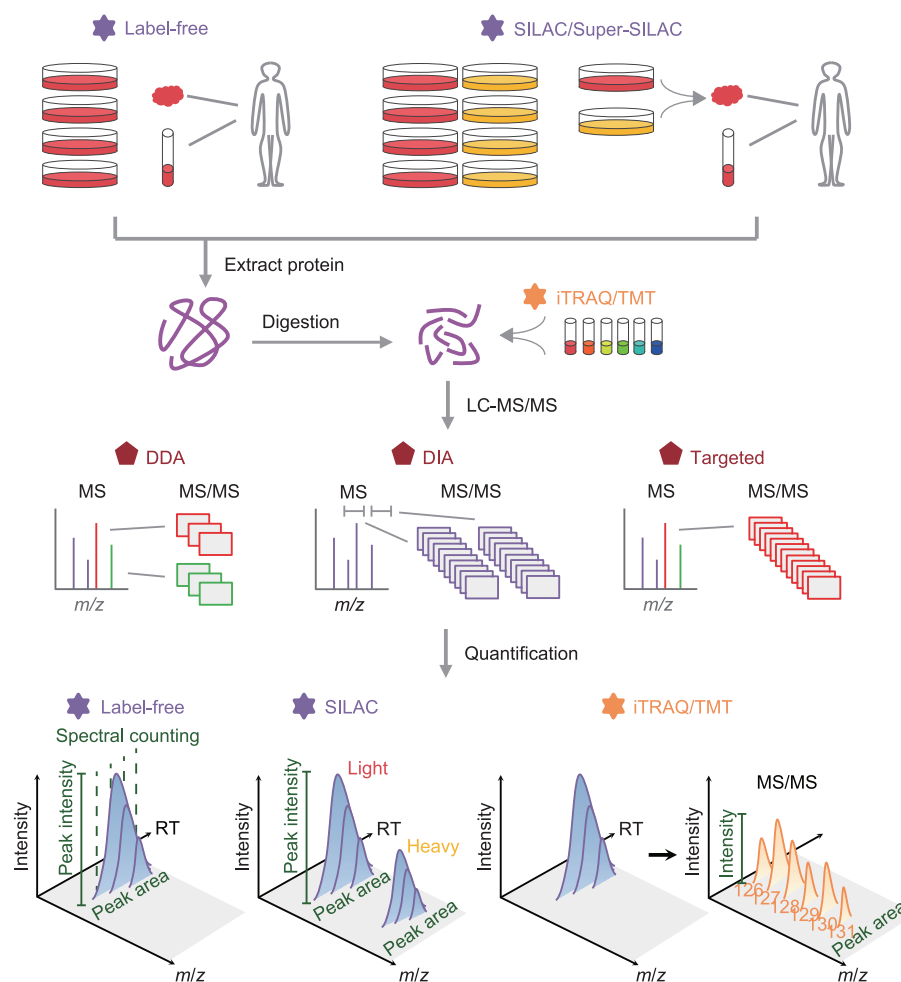 Label-free
SILAC/Super-SILAC
Extract protein
Digestion
iTRAQ/TMT
LC-MS/MS
DDA
DIA
Targeted
MS
MS/MS
MS
MS/MS
MS
MS/MS
m/z
m/z
m/z
Quantification
Label-free
SILAC
iTRAQ/TMT
Spectral counting
Intensity
Peak intensity
RT
Peak area
m/z
Intensity
Peak intensity
Light
RT
Heavy
Peak area
Peak area
m/z
Intensity
RT
m/z
MS/MS
Intensity
Intensity
126
127
128
129
130
131
Peak area
m/z